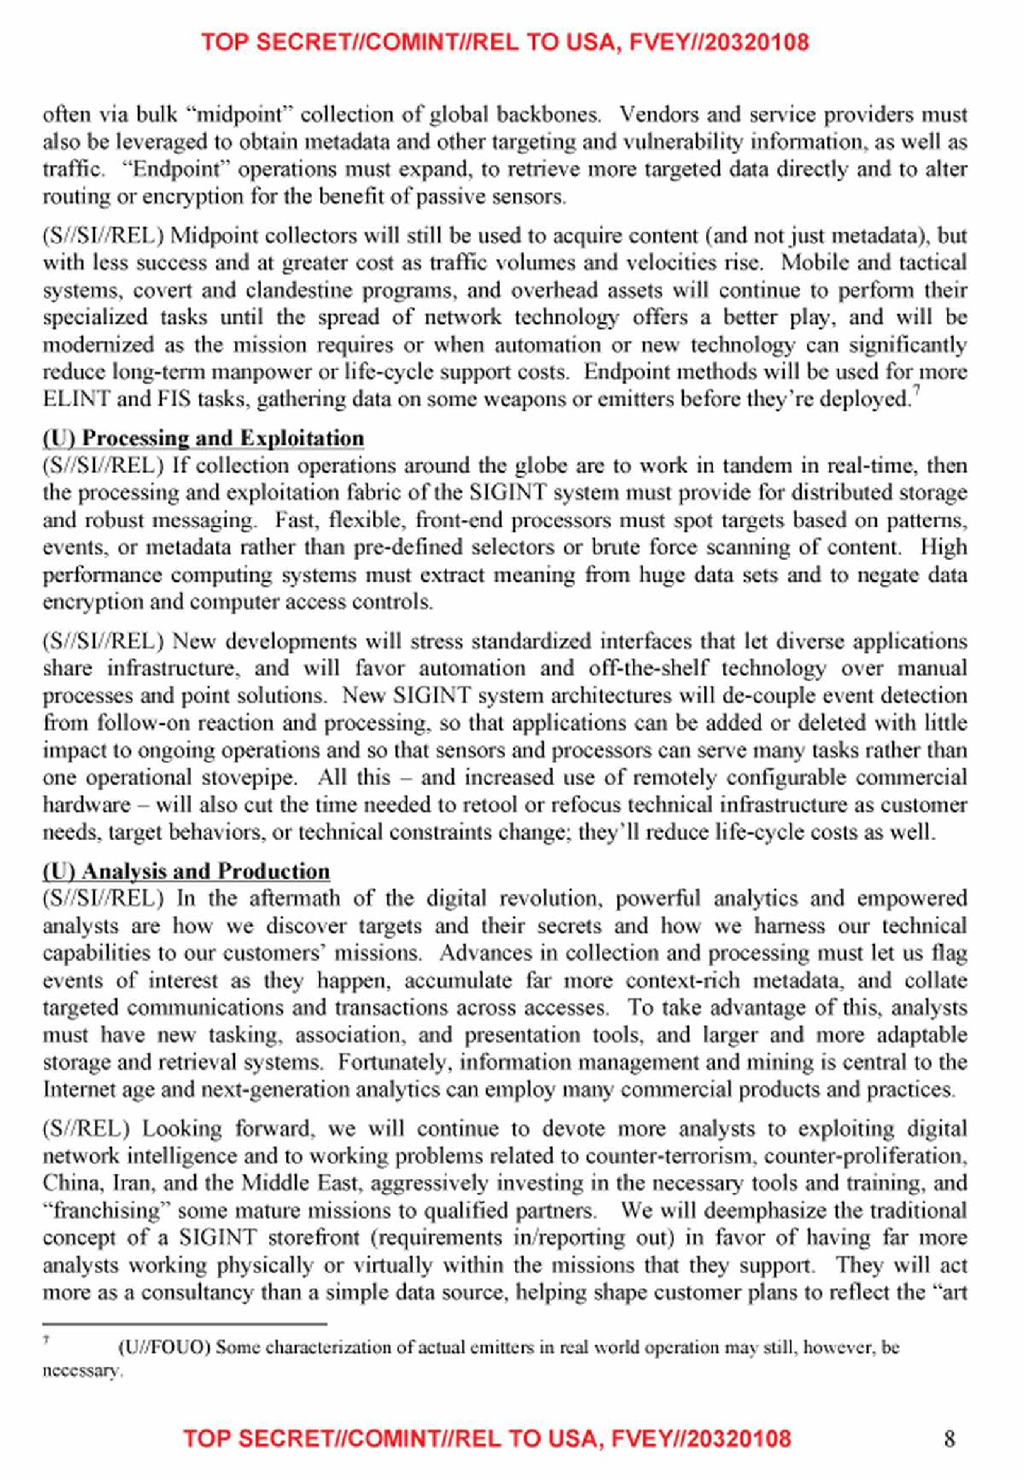 TOP SECRET//COMINT//REL TO USA, FVEY//20320108
often via bulk “midpoint” collection of global backbones. Vendors and service providers must
also be leveraged to obtain metadata and other targeting and vulnerability information, as well as
traffic. “Endpoint” operations must expand, to retrieve more targeted data directly and to alter
routing or encryption for the benefit of passive sensors.
(S//SI//REL) Midpoint collectors will still be used to acquire content (and not just metadata), but
with less success and at greater cost as traffic volumes and velocities rise. Mobile and tactical
systems, covert and clandestine programs, and overhead assets will continue to perform their
specialized tasks until the spread of network technology offers a better play, and will be
modernized as the mission requires or when automation or new technology can significantly
reduce long-term manpower or life-cycle support costs. Endpoint methods will be used for more
ELINT and FIS tasks, gathering data on some weapons or emitters before they’re deployed.7
(U) Processing and Exploitation
(S//SI//REL) If collection operations around the globe are to work in tandem in real-time, then
the processing and exploitation fabric of the SIGINT system must provide for distributed storage
and robust messaging. Fast, flexible, front-end processors must spot targets based on patterns,
events, or metadata rather than pre-defined selectors or brute force scanning of content. High
performance computing systems must extract meaning from huge data sets and to negate data
encryption and computer access controls.
(S//SI//REL) New developments will stress standardized interfaces that let diverse applications
share infrastructure, and will favor automation and off-the-shelf technology over manual
processes and point solutions. New SIGINT system architectures will de-couple event detection
from follow-on reaction and processing, so that applications can be added or deleted with little
impact to ongoing operations and so that sensors and processors can serve many tasks rather than
one operational stovepipe. All this – and increased use of remotely configurable commercial
hardware – will also cut the time needed to retool or refocus technical infrastructure as customer
needs, target behaviors, or technical constraints change; they’ll reduce life-cycle costs as well.
(U) Analysis and Production
(S//SI//REL) In the aftermath of the digital revolution, powerful analytics and empowered
analysts are how we discover targets and their secrets and how we harness our technical
capabilities to our customers’ missions. Advances in collection and processing must let us flag
events of interest as they happen, accumulate far more context-rich metadata, and collate
targeted communications and transactions across accesses. To take advantage of this, analysts
must have new tasking, association, and presentation tools, and larger and more adaptable
storage and retrieval systems. Fortunately, information management and mining is central to the
Internet age and next-generation analytics can employ many commercial products and practices.
(S//REL) Looking forward, we will continue to devote more analysts to exploiting digital
network intelligence and to working problems related to counter-terrorism, counter-proliferation,
China, Iran, and the Middle East, aggressively investing in the necessary tools and training, and
“franchising” some mature missions to qualified partners. We will deemphasize the traditional
concept of a SIGINT storefront (requirements in/reporting out) in favor of having far more
analysts working physically or virtually within the missions that they support. They will act
more as a consultancy than a simple data source, helping shape customer plans to reflect the “art
7 (U//FOUO) Some characterization of actual emitters in real world operation may still, however, be
necessary.
TOP SECRET//COMINT//REL TO USA, FVEY//20320108 8